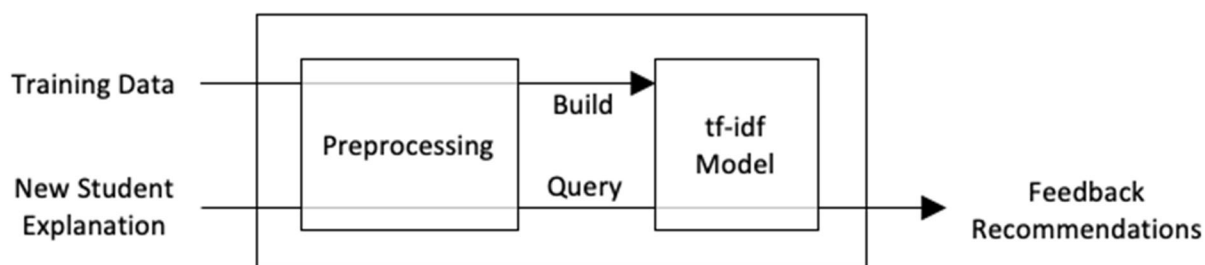 Training Data
Build
Preprocessing
tf-idf
Model
New Student
Explanation
Query
Feedback
Recommendations